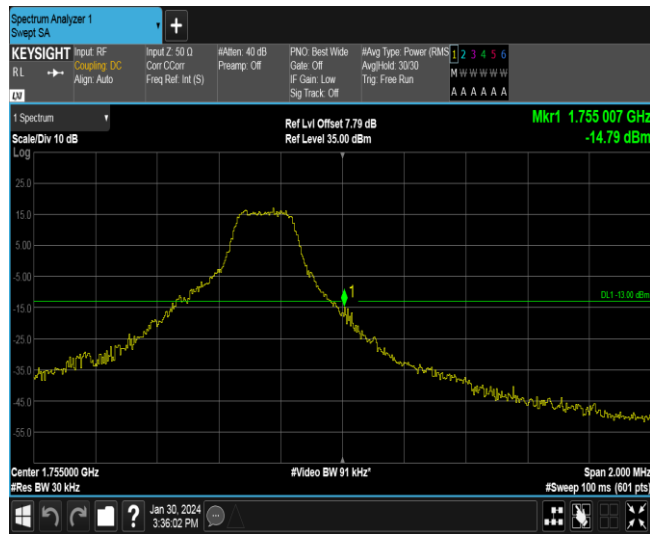 Spectrum Analyzer 1
Swept SA
+
KEYSIGHT
RL
LXI
Input: RF
Coupling: DC
Align: Auto
Input Z: 50 Ω
Corr CCorr
Freq Ref: Int (S)
#Atten: 40 dB
Preamp: Off
PNO: Best Wide
Gate: Off
IF Gain: Low
Sig Track: Off
#Avg Type: Power (RMS
Avg|Hold: 30/30
Trig: Free Run
1 2 3 4 5 6
M W W W W W
A A A A A A
1 Spectrum
Scale/Div 10 dB
Log
Ref Lvl Offset 7.79 dB
Ref Level 35.00 dBm
Mkr1 1.755 007 GHz
-14.79 dBm
25.0
15.0
5.00
-5.00
-15.0
-25.0
-35.0
-45.0
-55.0
1
DL1 -13.00 dBm
Center 1.755000 GHz
#Res BW 30 kHz
#Video BW 91 kHz*
Span 2.000 MHz
#Sweep 100 ms (601 pts)
?
Jan 30, 2024
3:36:02 PM